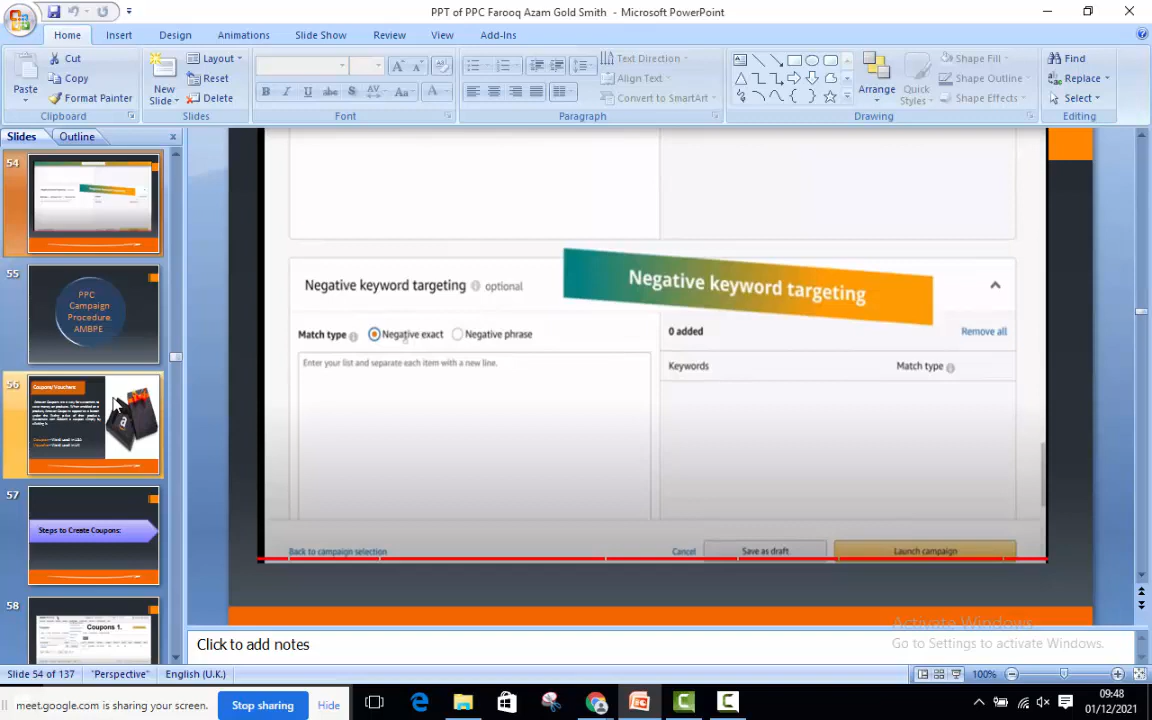 PPT of PPC Farooq Azam Gold Smith - Microsoft PowerPoint
Home Insert Design Animations Slide Show Review View Add-Ins
Paste
Cut
Copy
Format Painter
Clipboard
New
Slide
Layout
Reset
Delete
Slides
B I U abe S AV Aa A
Font
Text Direction
Align Text
Convert to SmartArt
Paragraph
Arrange
Quick
Styles
Shape Fill
Shape Outline
Shape Effects
Drawing
Find
Replace
Select
Editing
Slides Outline
54
Negative keyword targeting
55
PPC
Campaign
Procedure.
AMBPE
56
Coupons/ Vouchers:
57
Steps to Create Coupons:
58
Coupons 1.
Negative keyword targeting optional
Negative keyword targeting
Match type Negative exact Negative phrase
0 added Remove all
Enter your list and separate each item with a new line.
Keywords Match type
Back to campaign selection Cancel Save as draft Launch campaign
Click to add notes
Activate Windows
Go to Settings to activate Windows.
Slide 54 of 137 "Perspective" English (U.K.) 100%
meet.google.com is sharing your screen. Stop sharing Hide
09:48
01/12/2021